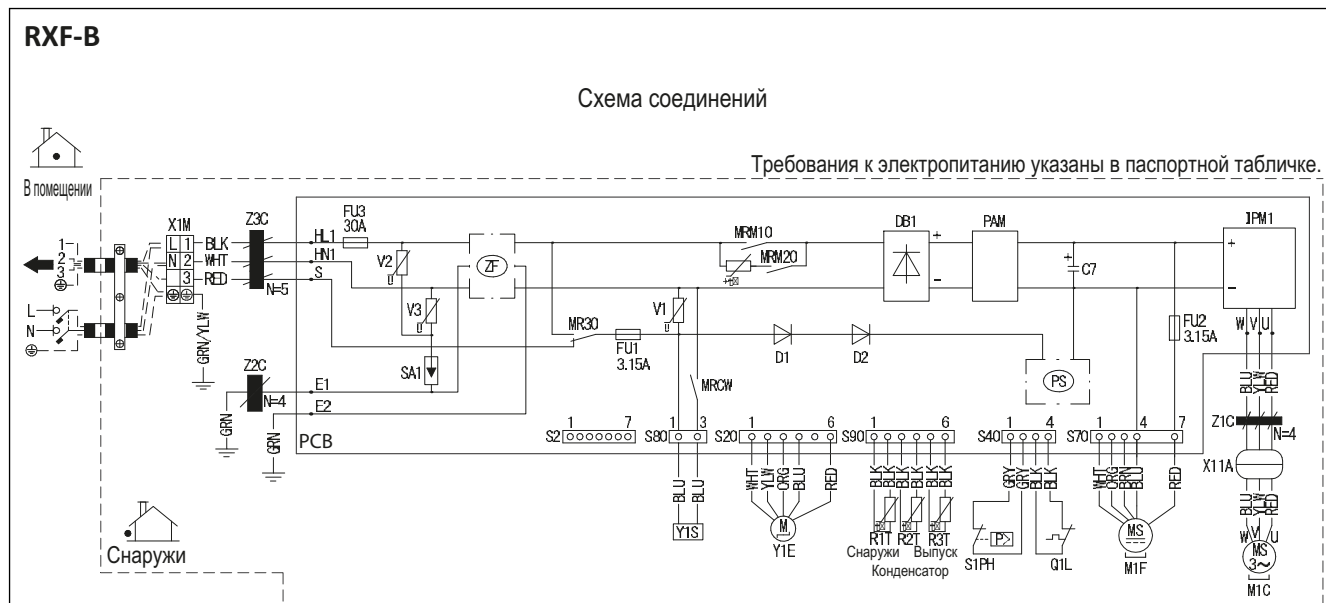 RXF-B
Схема соединений
В помещении
Требования к электропитанию указаны в паспортной табличке.
X1M
Z3C
HL1
FU3
30A
MRM10
DB1
PAM
IPM1
1
2
3
L 1
N 2
3
BLK
WHT
RED
N=5
HN1
S
V2
ZF
MRM20
+
-
+
C7
+
-
V3
V1
L
N
GRN/YLW
MR30
FU1
3.15A
D1
D2
FU2
3.15A
W V U
SA1
PS
Z2C
N=4
E1
E2
MRCW
BLU
YLW
RED
GRN
GRN
PCB
S2 1 7
S80 1 3
S20 1 6
S90 1 6
S40 1 4
S70 1 4 7
Z1C
N=4
X11A
BLU
BLU
WHT
YLW
ORG
BLU
RED
BLK
BLK
BLK
BLK
BLK
BLK
GRY
GRY
BLK
BLK
WHT
ORG
BRN
BLU
RED
BLU
YLW
RED
Y1S
M
Y1E
R1T R2T R3T
P>
S1PH
Q1L
MS
M1F
W V U
MS
3~
M1C
Снаружи
Снаружи Выпуск
Конденсатор